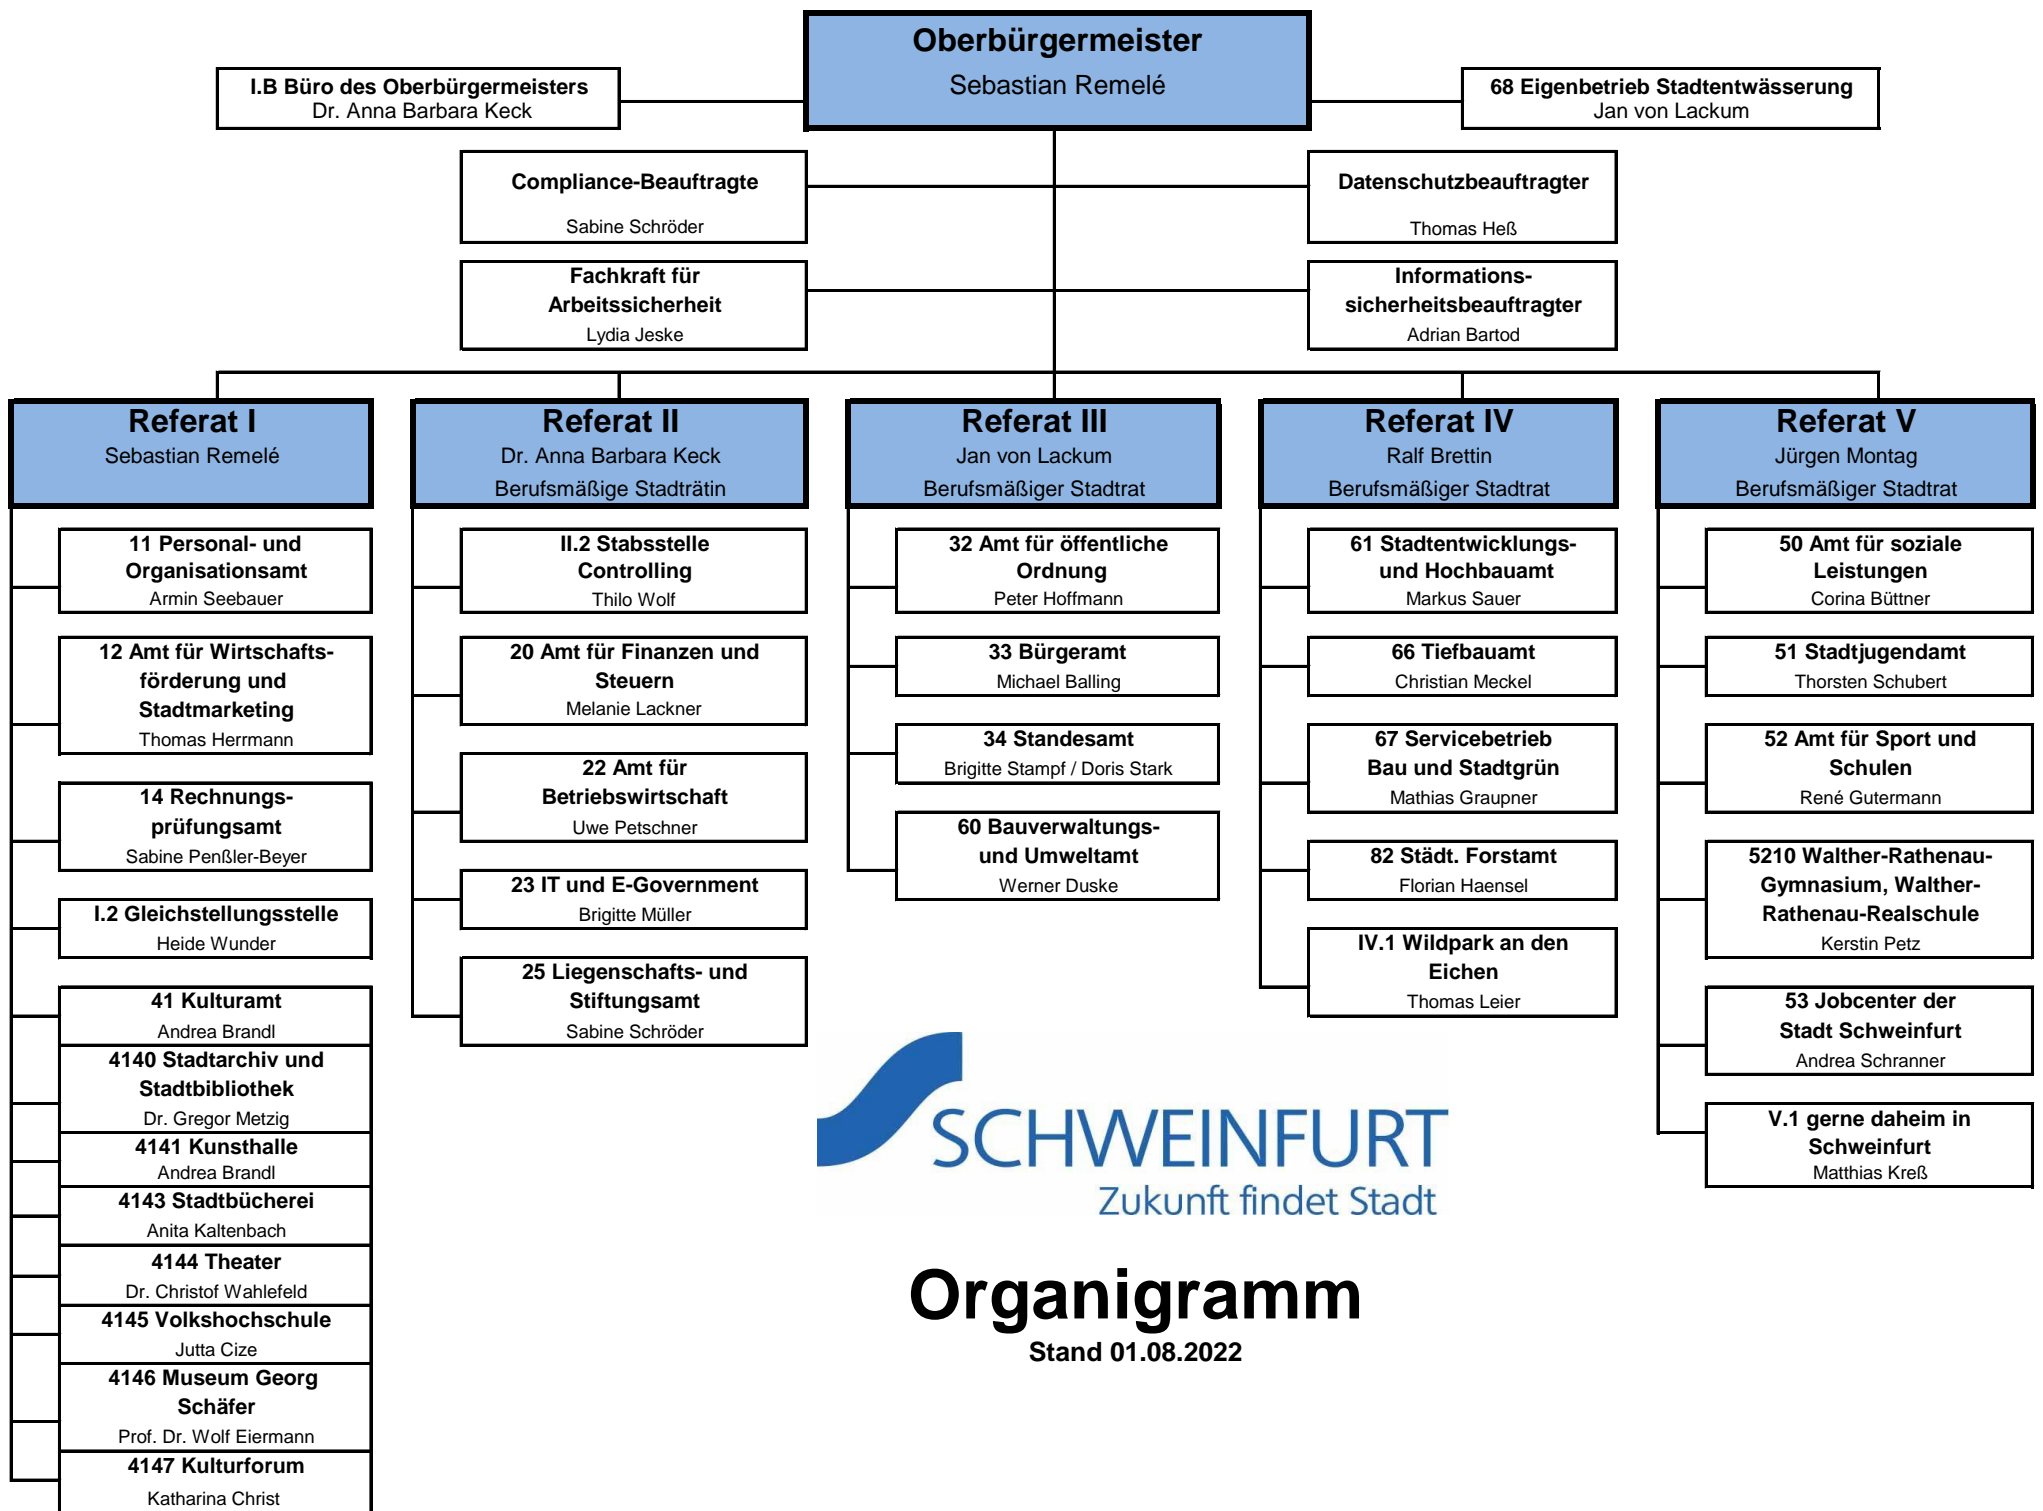 Oberbürgermeister
Sebastian Remelé
I.B Büro des Oberbürgermeisters
Dr. Anna Barbara Keck
68 Eigenbetrieb Stadtentwässerung
Jan von Lackum
Compliance-Beauftragte
Sabine Schröder
Datenschutzbeauftragter
Thomas Heß
Fachkraft für
Arbeitssicherheit
Lydia Jeske
Informations-
sicherheitsbeauftragter
Adrian Bartod
Referat I
Sebastian Remelé
11 Personal- und
Organisationsamt
Armin Seebauer
12 Amt für Wirtschafts-
förderung und
Stadtmarketing
Thomas Herrmann
14 Rechnungs-
prüfungsamt
Sabine Penßler-Beyer
I.2 Gleichstellungsstelle
Heide Wunder
41 Kulturamt
Andrea Brandl
4140 Stadtarchiv und
Stadtbibliothek
Dr. Gregor Metzig
4141 Kunsthalle
Andrea Brandl
4143 Stadtbücherei
Anita Kaltenbach
4144 Theater
Dr. Christof Wahlefeld
4145 Volkshochschule
Jutta Cize
4146 Museum Georg
Schäfer
Prof. Dr. Wolf Eiermann
4147 Kulturforum
Katharina Christ
Referat II
Dr. Anna Barbara Keck
Berufsmäßige Stadträtin
II.2 Stabsstelle
Controlling
Thilo Wolf
20 Amt für Finanzen und
Steuern
Melanie Lackner
22 Amt für
Betriebswirtschaft
Uwe Petschner
23 IT und E-Government
Brigitte Müller
25 Liegenschafts- und
Stiftungsamt
Sabine Schröder
Referat III
Jan von Lackum
Berufsmäßiger Stadtrat
32 Amt für öffentliche
Ordnung
Peter Hoffmann
33 Bürgeramt
Michael Balling
34 Standesamt
Brigitte Stampf / Doris Stark
60 Bauverwaltungs-
und Umweltamt
Werner Duske
Referat IV
Ralf Brettin
Berufsmäßiger Stadtrat
61 Stadtentwicklungs-
und Hochbauamt
Markus Sauer
66 Tiefbauamt
Christian Meckel
67 Servicebetrieb
Bau und Stadtgrün
Mathias Graupner
82 Städt. Forstamt
Florian Haensel
IV.1 Wildpark an den
Eichen
Thomas Leier
Referat V
Jürgen Montag
Berufsmäßiger Stadtrat
50 Amt für soziale
Leistungen
Corina Büttner
51 Stadtjugendamt
Thorsten Schubert
52 Amt für Sport und
Schulen
René Gutermann
5210 Walther-Rathenau-
Gymnasium, Walther-
Rathenau-Realschule
Kerstin Petz
53 Jobcenter der
Stadt Schweinfurt
Andrea Schranner
V.1 gerne daheim in
Schweinfurt
Matthias Kreß
SCHWEINFURT
Zukunft findet Stadt
Organigramm
Stand 01.08.2022